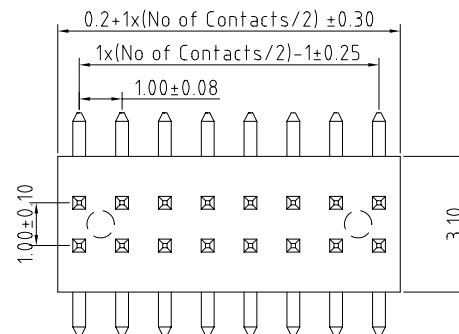 0.2+1x(No of Contacts/2) ±0.30
1x(No of Contacts/2)-1±0.25
1.00±0.08
1.00±0.10
3.10